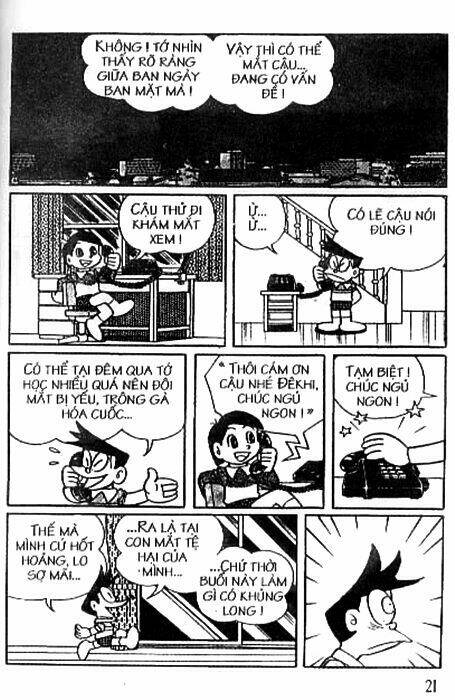 KHÔNG! TỚ NHÌN
THẤY RÕ RÀNG
GIỮA BAN NGÀY
BAN MẶT MÀ!
VẬY THÌ CÓ THỂ
MẮT CẬU...
ĐANG CÓ VẤN
ĐỀ!
CẬU THỬ ĐI
KHÁM MẮT
XEM!
Ừ...
Ừ...
CÓ LẼ CẬU NÓI
ĐÚNG!
CÓ THỂ TẠI ĐÊM QUA TỚ
HỌC NHIỀU QUÁ NÊN ĐÔI
MẮT BỊ YẾU, TRÔNG GÀ
HÓA CUỐC...
"THÔI CÁM ƠN
CẬU NHÉ ĐÊKHI,
CHÚC NGỦ
NGON!"
TẠM BIỆT!
CHÚC NGỦ
NGON!
THẾ MÀ
MÌNH CỨ HỐT
HOẢNG, LO
SỢ MÃI...
...RA LÀ TẠI
CON MẮT TỆ
HẠI CỦA
MÌNH...
...CHỨ THỜI
BUỔI NÀY LÀM
GÌ CÓ KHỦNG
LONG!
21